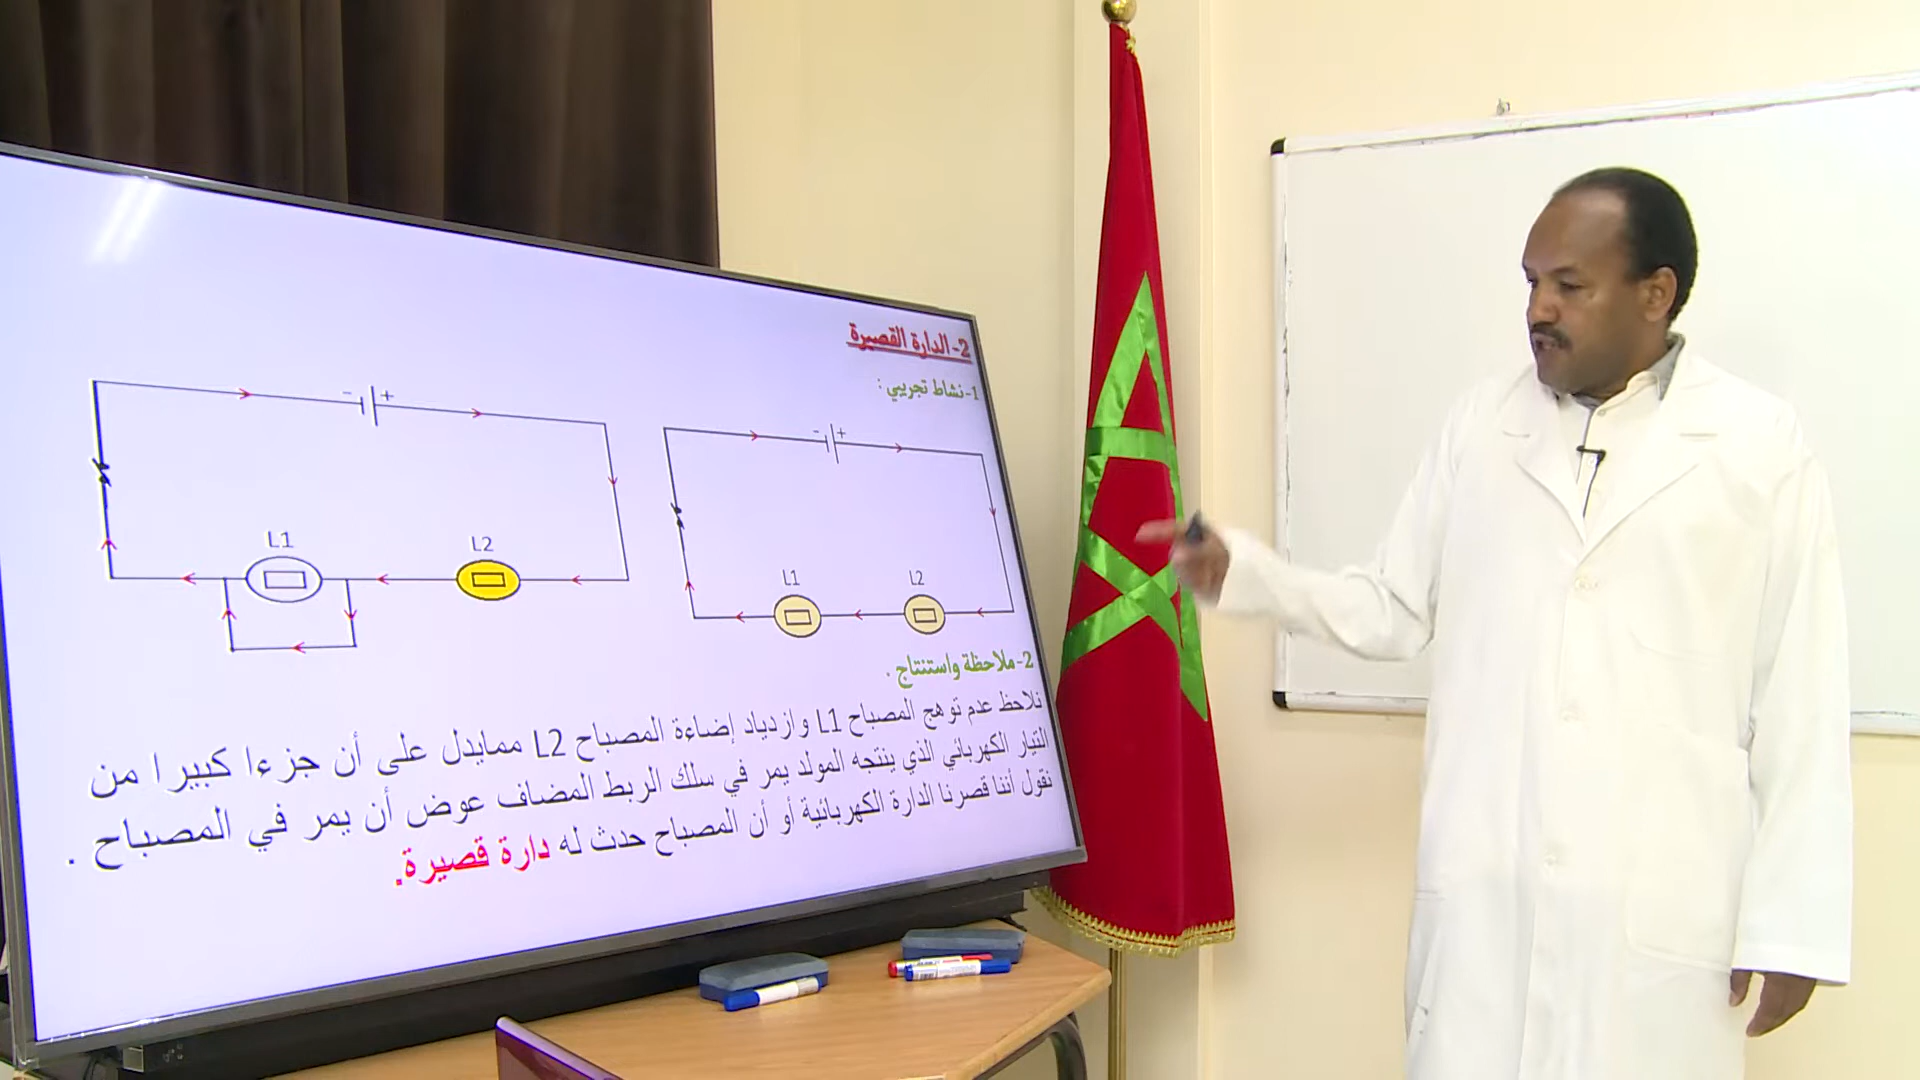 2- الدارة القصيرة
1- نشاط تجريبي :
- +
- +
L1
L2
L1
L2
2- ملاحظة واستنتاج .
نلاحظ عدم توهج المصباح L1 وازدياد إضاءة المصباح L2 ممايدل على أن جزءا كبيرا من
التيار الكهربائي الذي ينتجه المولد يمر في سلك الربط المضاف عوض أن يمر في المصباح .
نقول أننا قصرنا الدارة الكهربائية أو أن المصباح حدث له دارة قصيرة.